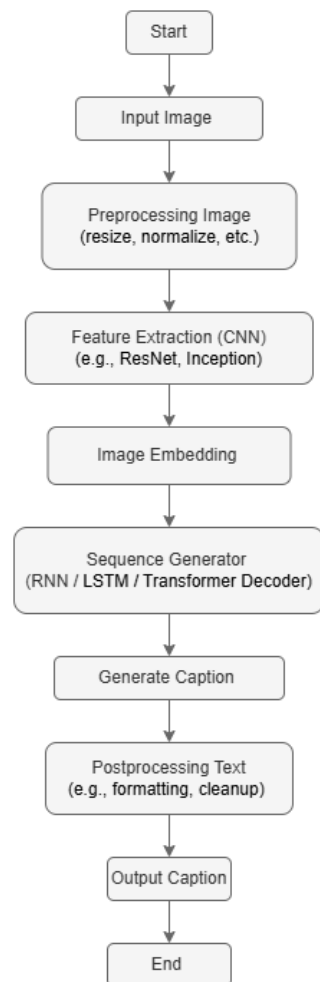 Start
Input Image
Preprocessing Image
(resize, normalize, etc.)
Feature Extraction (CNN)
(e.g., ResNet, Inception)
Image Embedding
Sequence Generator
(RNN / LSTM / Transformer Decoder)
Generate Caption
Postprocessing Text
(e.g., formatting, cleanup)
Output Caption
End